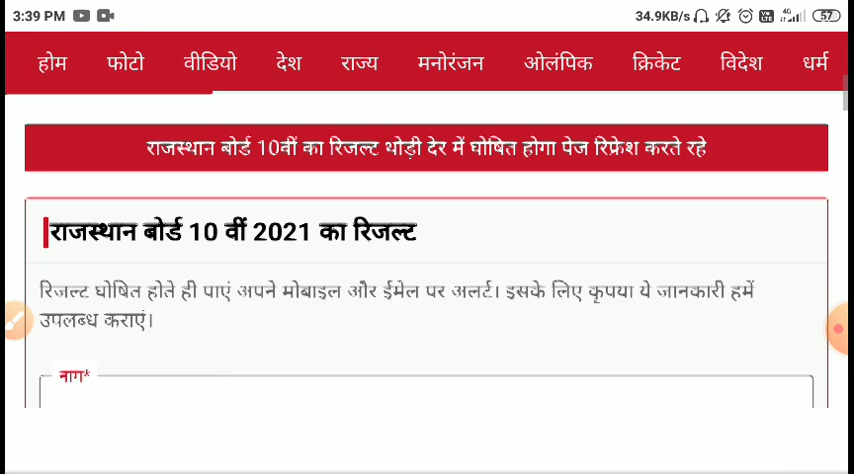 3:39 PM 34.9KB/s 4G 57
होम फोटो वीडियो देश राज्य मनोरंजन ओलंपिक क्रिकेट विदेश धर्म
राजस्थान बोर्ड 10वीं का रिजल्ट थोड़ी देर में घोषित होगा पेज रिफ्रेश करते रहे
राजस्थान बोर्ड 10 वीं 2021 का रिजल्ट
रिजल्ट घोषित होते ही पाएं अपने मोबाइल और ईमेल पर अलर्ट। इसके लिए कृपया ये जानकारी हमें
उपलब्ध कराएं।
नाम*